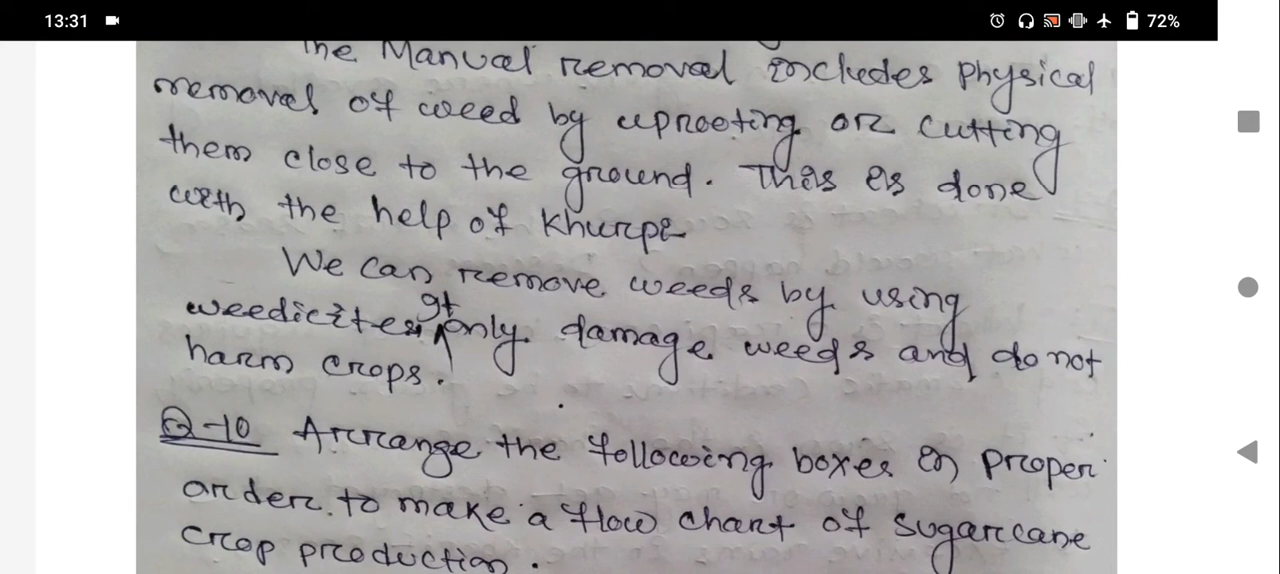 13:31
72%
The Manual removal includes Physical
removal of weed by uprooting or cutting
them close to the ground. This is done
with the help of Khurpi
We can remove weeds by using
It
weedicites only damage weeds and do not
harm crops.
Q-10 Arrange the following boxes in proper
order to make a flow chart of sugarcane
crop production.